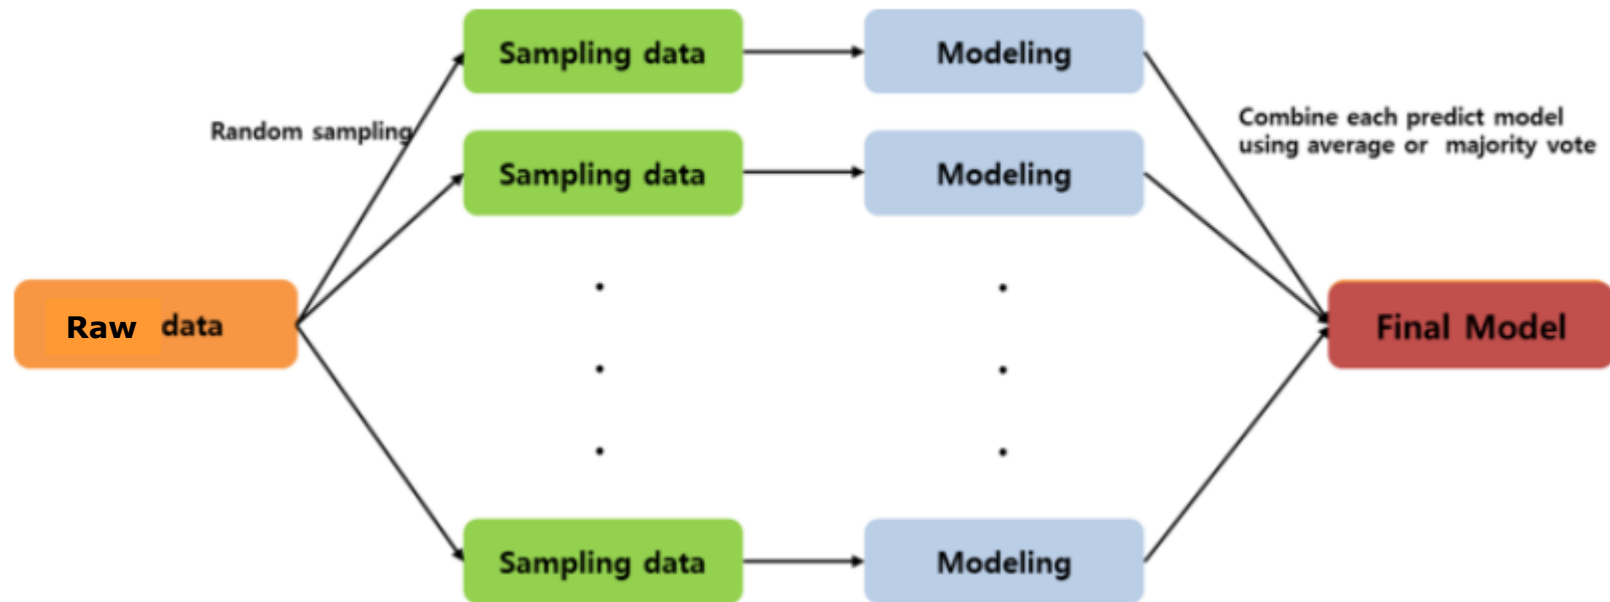 Sampling data
Modeling
Random sampling
Combine each predict model
using average or majority vote
Sampling data
Modeling
Raw data
Final Model
Sampling data
Modeling